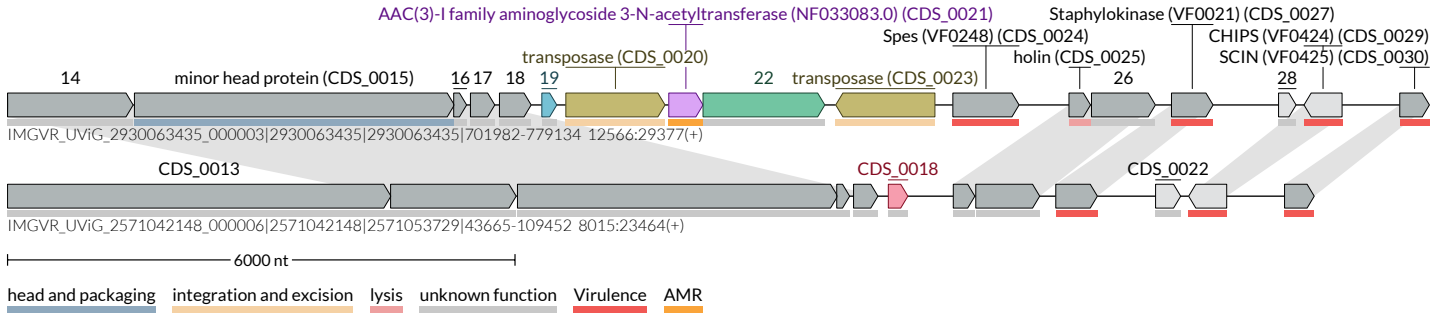 AAC(3)-I family aminoglycoside 3-N-acetyltransferase (NF033083.0) (CDS_0021) Staphylokinase (VF0021) (CDS_0027)
Spes (VF0248) (CDS_0024) CHIPS (VF0424) (CDS_0029)
transposase (CDS_0020) holin (CDS_0025) SCIN (VF0425) (CDS_0030)
14 minor head protein (CDS_0015) 16 17 18 19 22 transposase (CDS_0023) 26 28
IMGVR_UViG_2930063435_000003|2930063435|2930063435|701982-779134 12566:29377(+)
CDS_0013 CDS_0018 CDS_0022
IMGVR_UViG_2571042148_000006|2571042148|2571053729|43665-109452 8015:23464(+)
6000 nt
head and packaging integration and excision lysis unknown function Virulence AMR